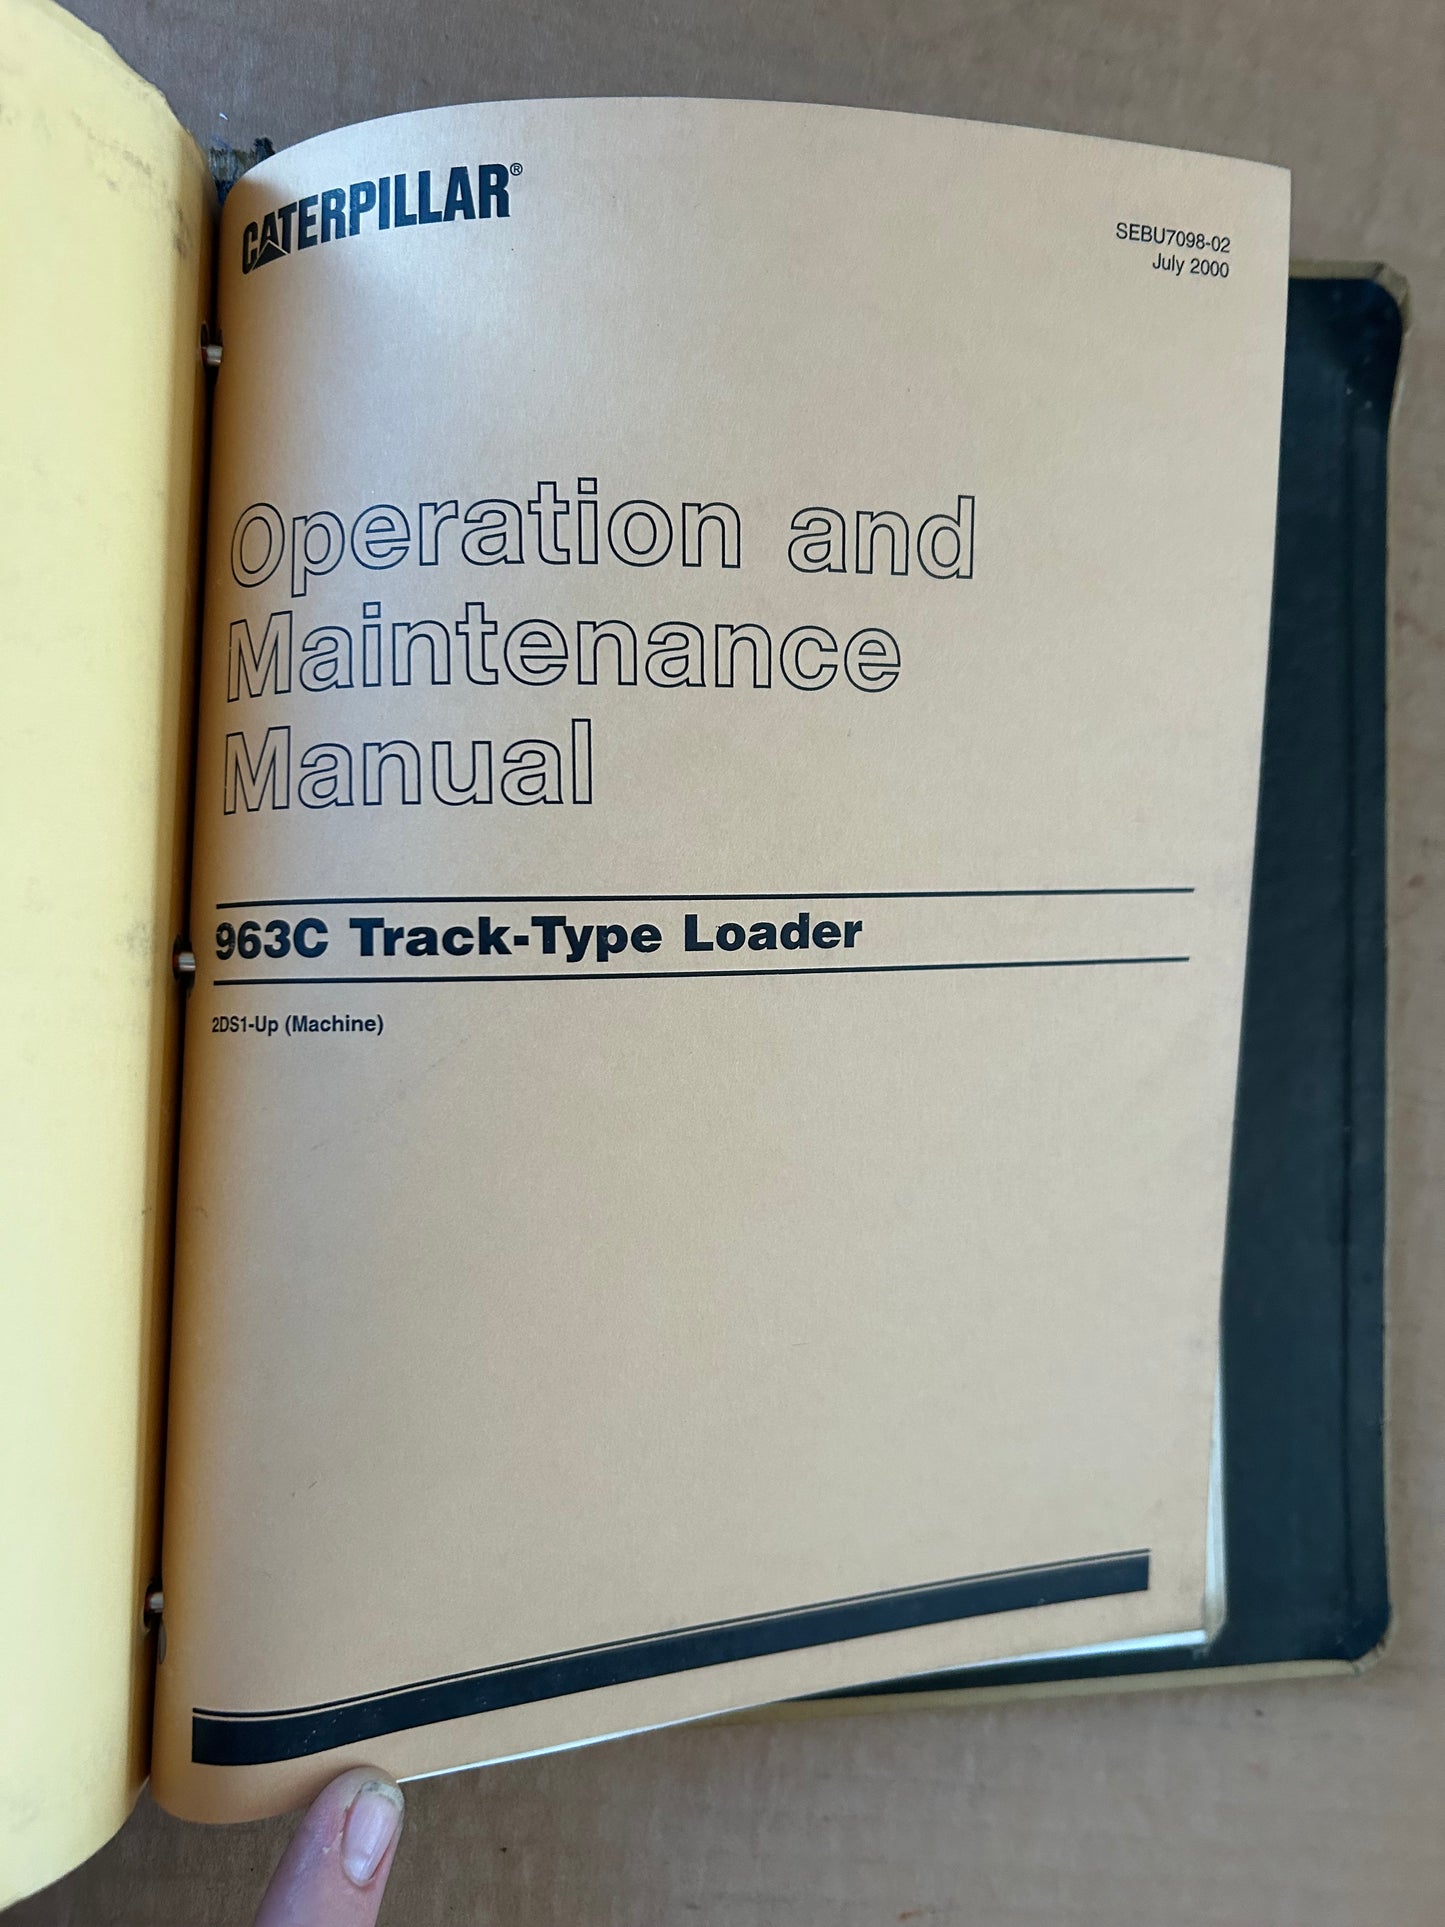 CATERPILLAR®
SEBU7098-02
July 2000
Operation and
Maintenance
Manual
963C Track-Type Loader
2DS1-Up (Machine)